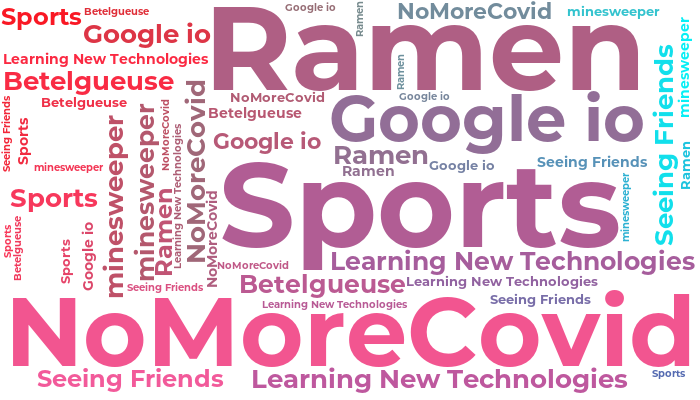 Sports
Betelgueuse
Google io
Ramen
NoMoreCovid
minesweeper
Google io
Ramen
Learning New Technologies
Ramen
Betelgueuse
Google io
NoMoreCovid
Betelgueuse
Betelgueuse
Google io
Seeing Friends
minesweeper
Seeing Friends
Sports
minesweeper
minesweeper
minesweeper
NoMoreCovid
Learning New Technologies
NoMoreCovid
Google io
Ramen
Ramen
Google io
Seeing Friends
Ramen
Sports
Ramen
NoMoreCovid
Sports
minesweeper
Sports
Betelgueuse
Sports
Google io
Learning New Technologies
NoMoreCovid
Seeing Friends
Betelgueuse
Learning New Technologies
Learning New Technologies
Seeing Friends
NoMoreCovid
Seeing Friends
Learning New Technologies
Sports